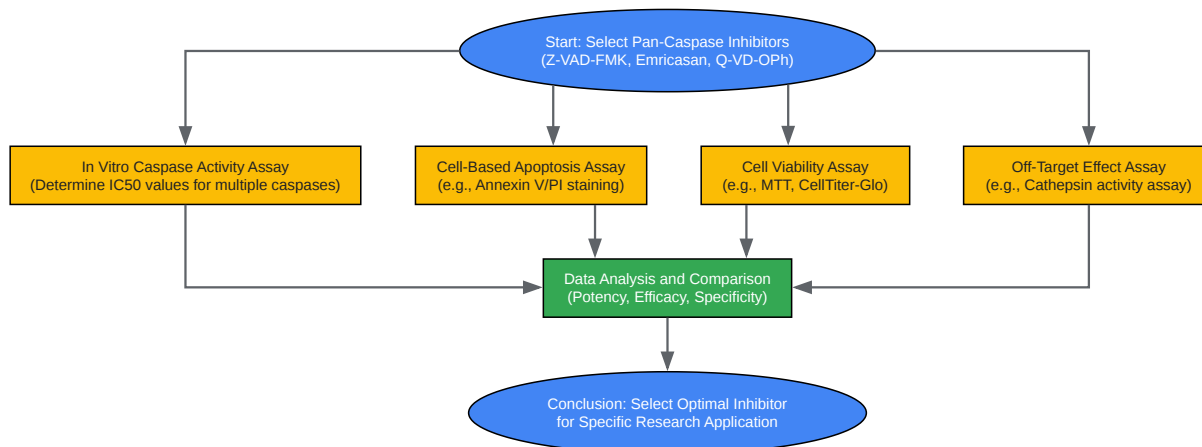 Start: Select Pan-Caspase Inhibitors
(Z-VAD-FMK, Emricasan, Q-VD-OPh)
In Vitro Caspase Activity Assay
(Determine IC50 values for multiple caspases)
Cell-Based Apoptosis Assay
(e.g., Annexin V/PI staining)
Cell Viability Assay
(e.g., MTT, CellTiter-Glo)
Off-Target Effect Assay
(e.g., Cathepsin activity assay)
Data Analysis and Comparison
(Potency, Efficacy, Specificity)
Conclusion: Select Optimal Inhibitor
for Specific Research Application